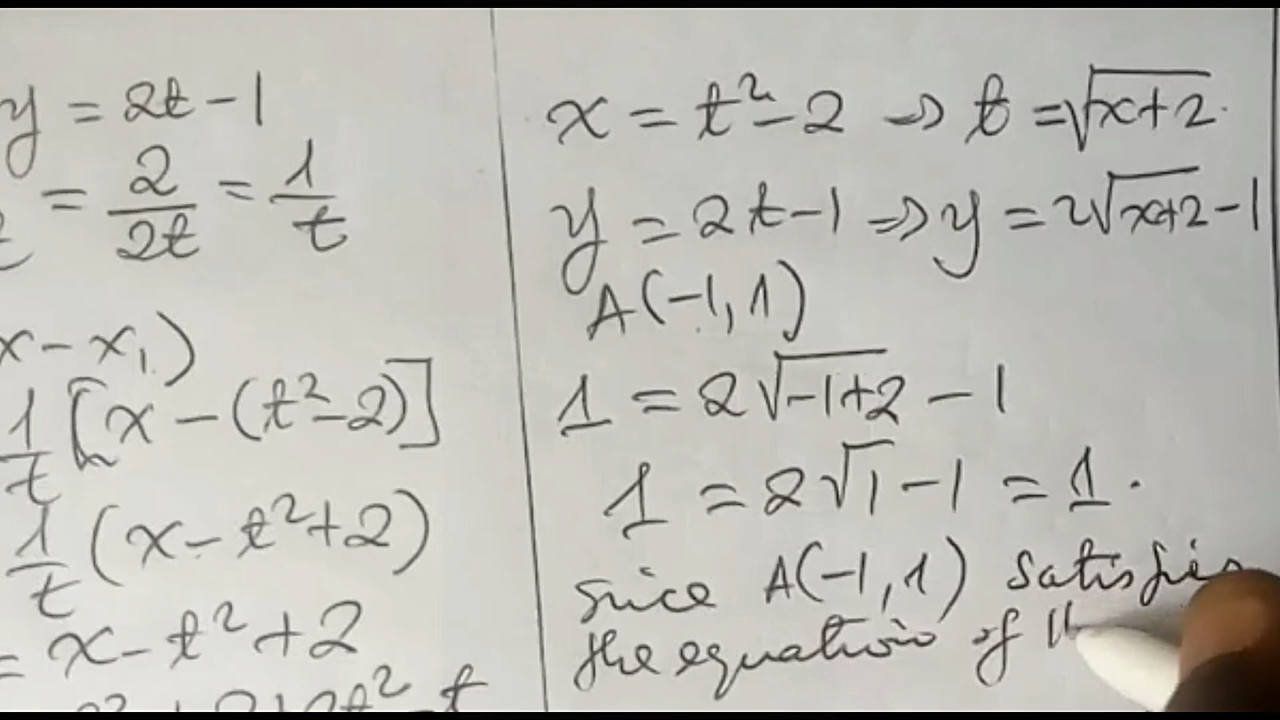 y = 2t - 1
= 2/2t = 1/t
x - x₁)
1/t [x - (t² - 2)]
1/t (x - t² + 2)
= x - t² + 2
x = t² - 2 => t = √(x+2).
y = 2t - 1 => y = 2√(x+2) - 1
A(-1, 1)
1 = 2√(-1+2) - 1
1 = 2√1 - 1 = 1.
since A(-1, 1) satisfies
the equation of